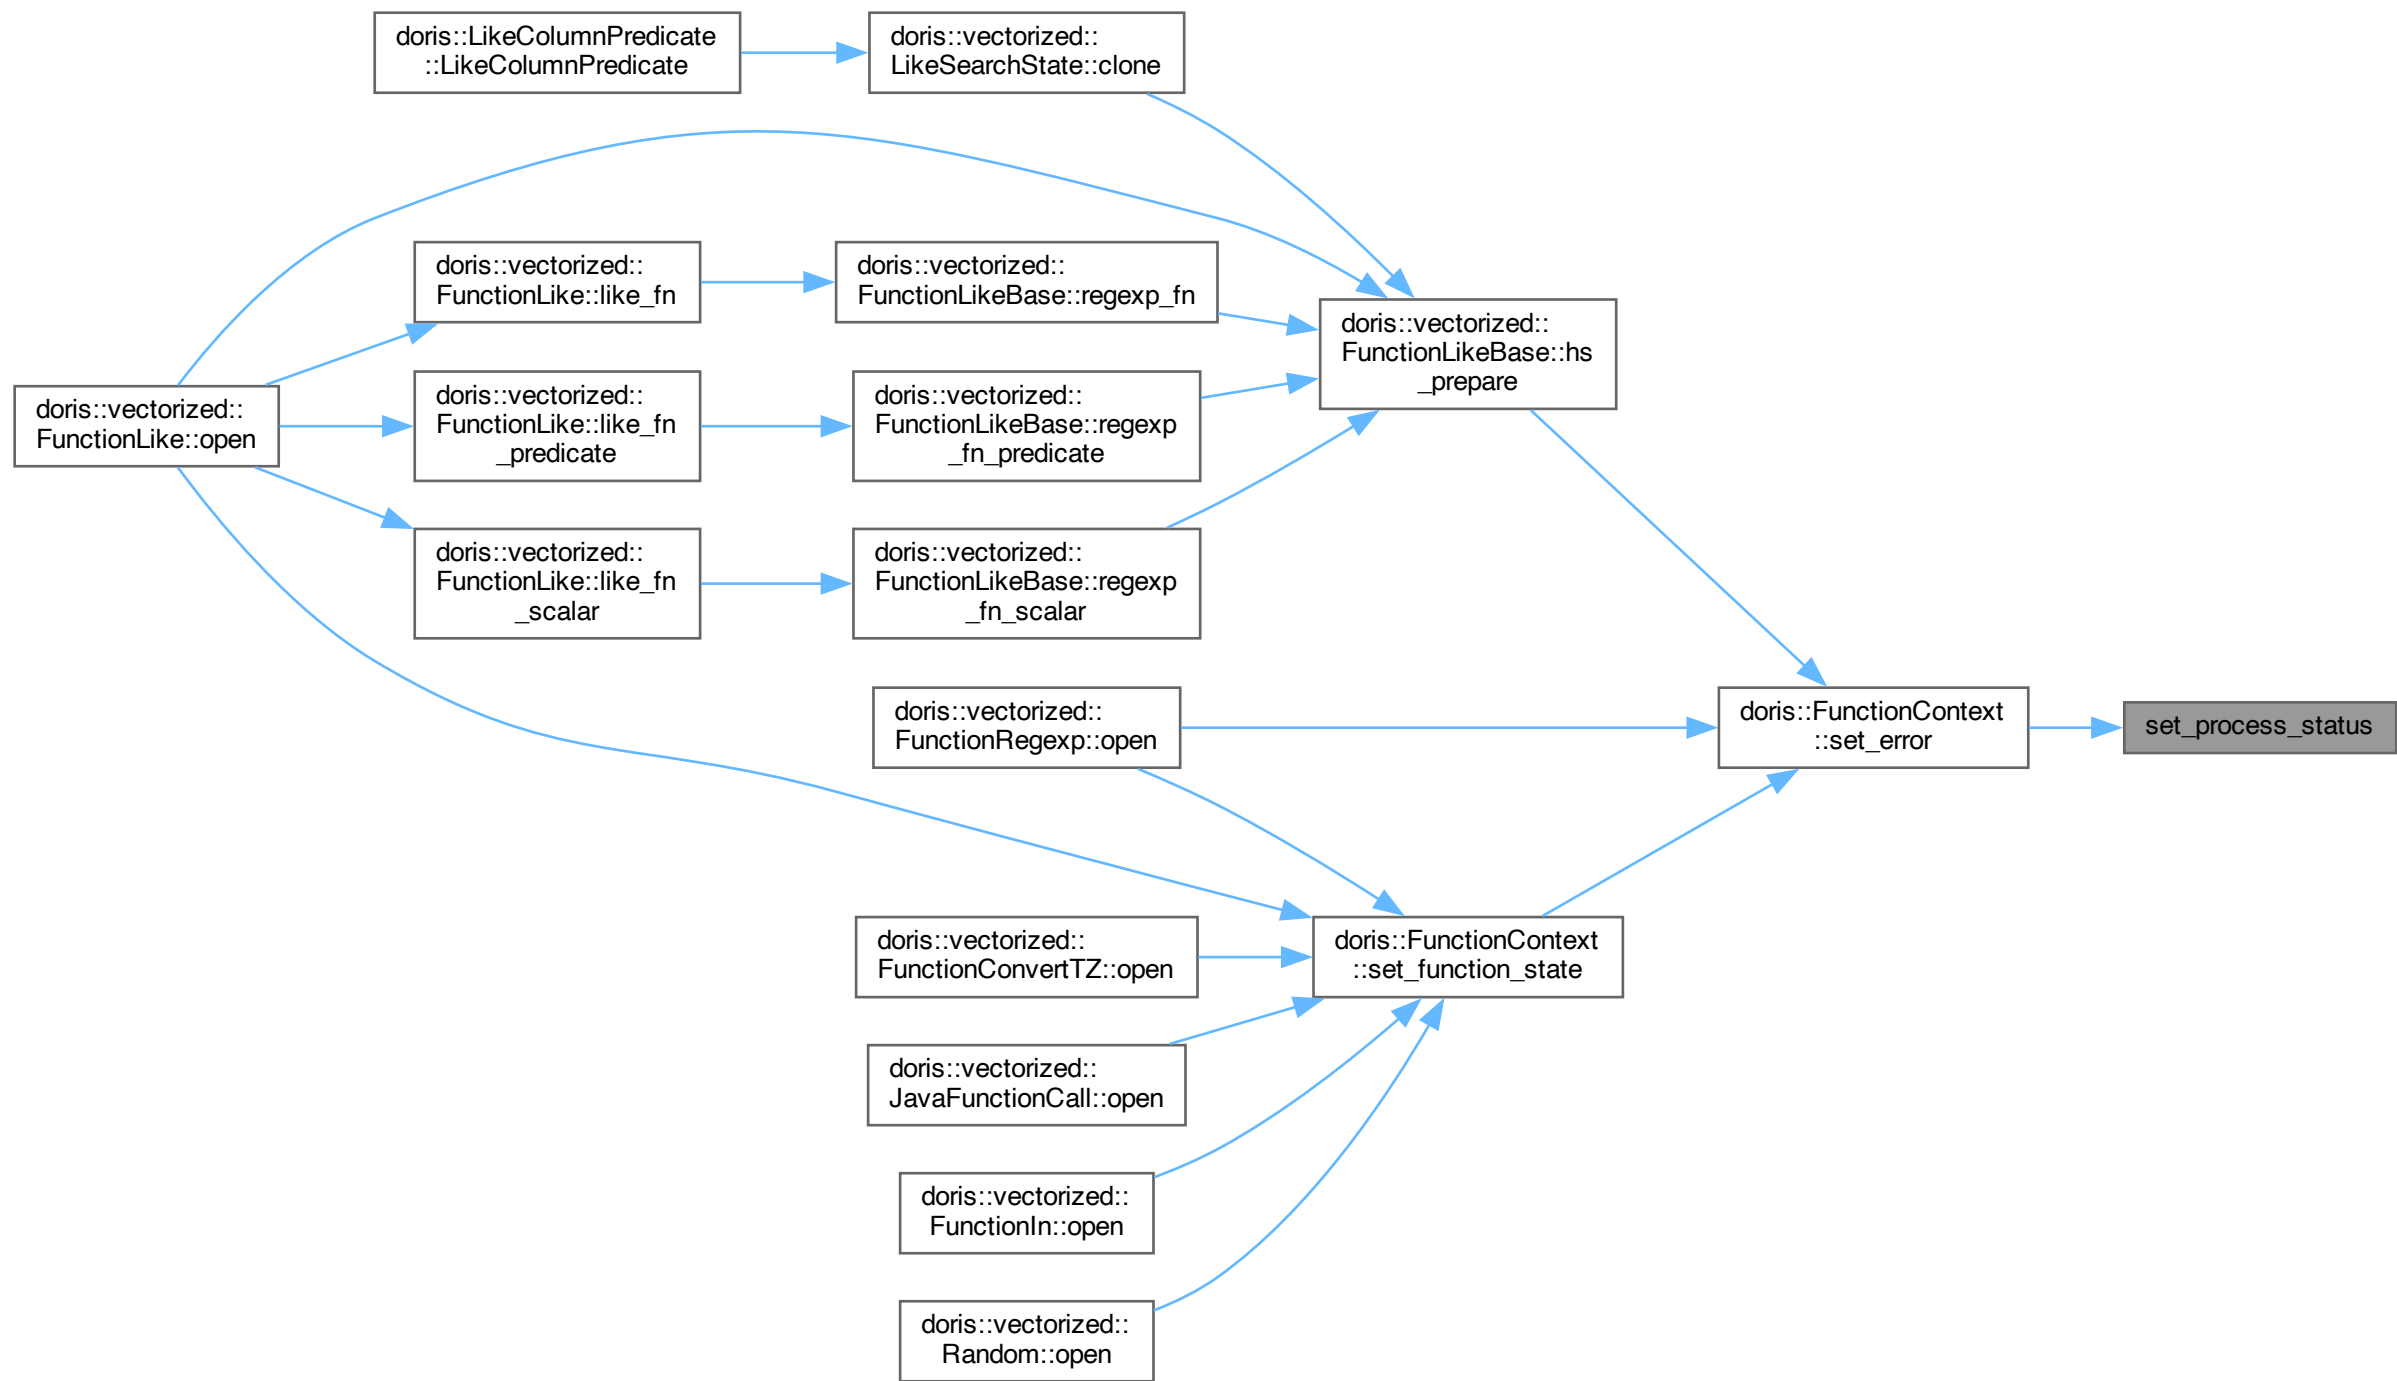 doris::LikeColumnPredicate
::LikeColumnPredicate
doris::vectorized::
LikeSearchState::clone
doris::vectorized::
FunctionLike::like_fn
doris::vectorized::
FunctionLikeBase::regexp_fn
doris::vectorized::
FunctionLikeBase::hs
_prepare
doris::vectorized::
FunctionLike::open
doris::vectorized::
FunctionLike::like_fn
_predicate
doris::vectorized::
FunctionLikeBase::regexp
_fn_predicate
doris::vectorized::
FunctionLike::like_fn
_scalar
doris::vectorized::
FunctionLikeBase::regexp
_fn_scalar
doris::vectorized::
FunctionRegexp::open
doris::FunctionContext
::set_error
set_process_status
doris::vectorized::
FunctionConvertTZ::open
doris::FunctionContext
::set_function_state
doris::vectorized::
JavaFunctionCall::open
doris::vectorized::
FunctionIn::open
doris::vectorized::
Random::open